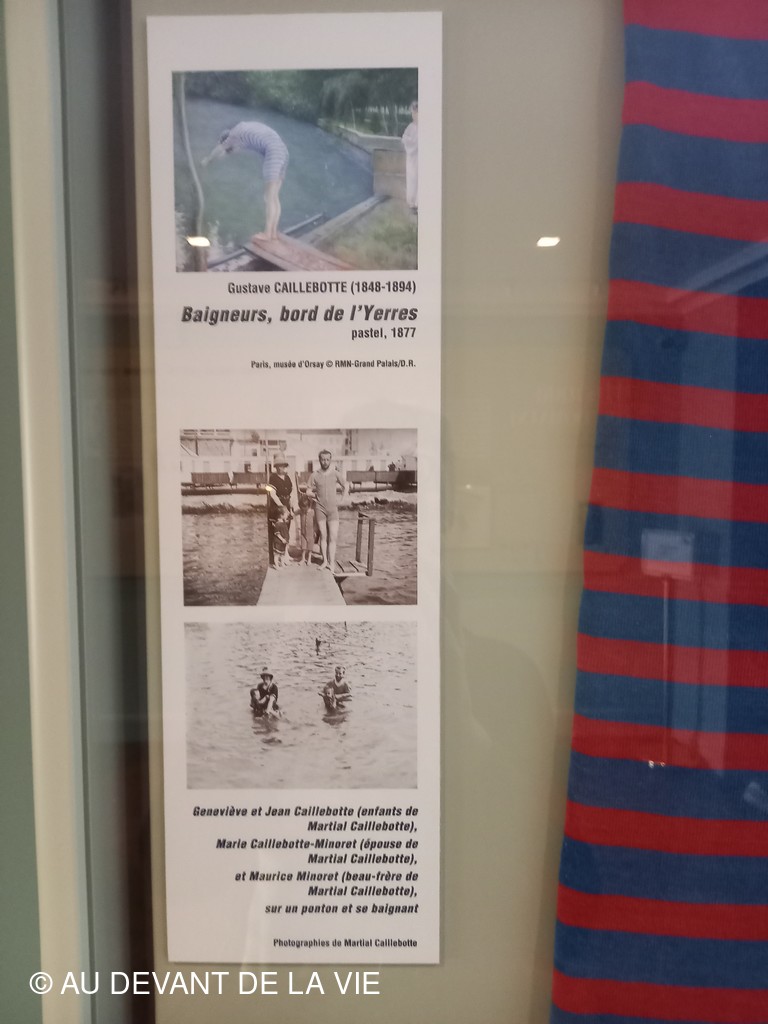 Gustave CAILLEBOTTE (1848-1894)
Baigneurs, bord de l'Yerres
pastel, 1877
Paris, musée d'Orsay © RMN-Grand Palais/D.R.
Geneviève et Jean Caillebotte (enfants de
Martial Caillebotte),
Marie Caillebotte-Minoret (épouse de
Martial Caillebotte),
et Maurice Minoret (beau-frère de
Martial Caillebotte),
sur un ponton et se baignant
Photographies de Martial Caillebotte
© AU DEVANT DE LA VIE